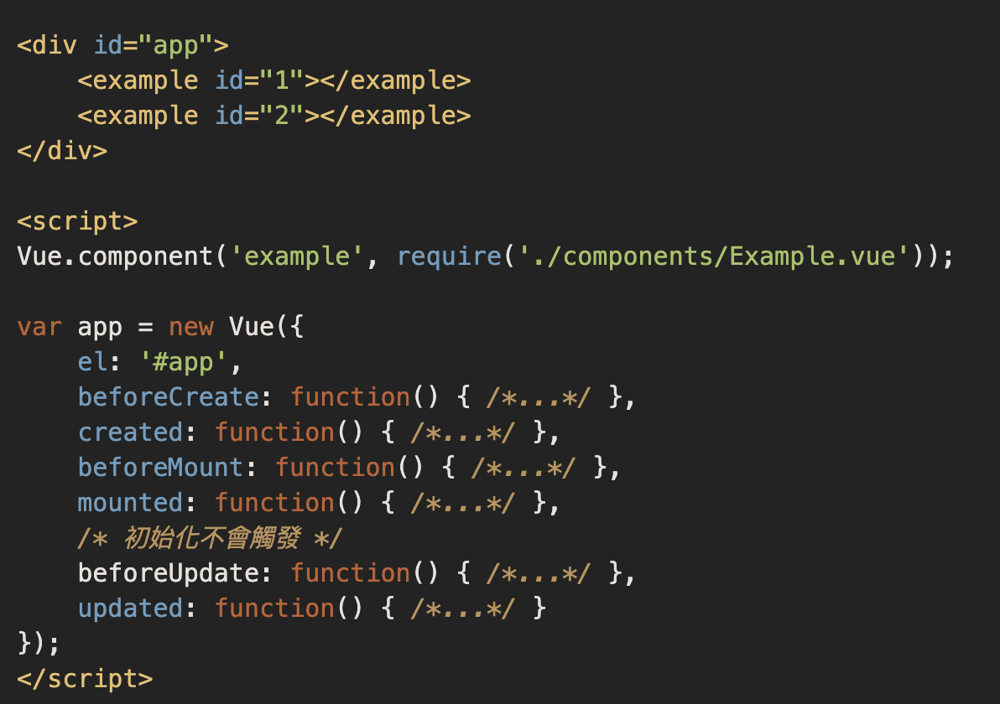 <div id="app">
    <example id="1"></example>
    <example id="2"></example>
</div>

<script>
Vue.component('example', require('./components/Example.vue'));

var app = new Vue({
    el: '#app',
    beforeCreate: function() { /*...*/ },
    created: function() { /*...*/ },
    beforeMount: function() { /*...*/ },
    mounted: function() { /*...*/ },
    /* 初始化不會觸發 */
    beforeUpdate: function() { /*...*/ },
    updated: function() { /*...*/ }
});
</script>